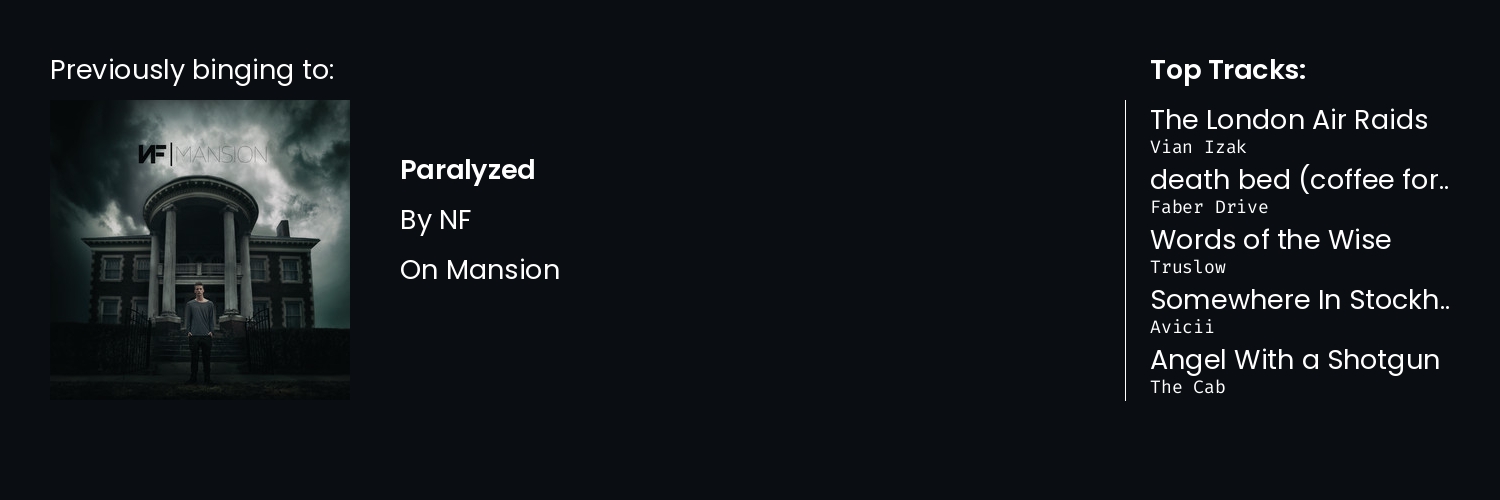 Previously binging to:
NF|MANSION
Paralyzed
By NF
On Mansion
Top Tracks:
The London Air Raids
Vian Izak
death bed (coffee for..
Faber Drive
Words of the Wise
Truslow
Somewhere In Stockh..
Avicii
Angel With a Shotgun
The Cab